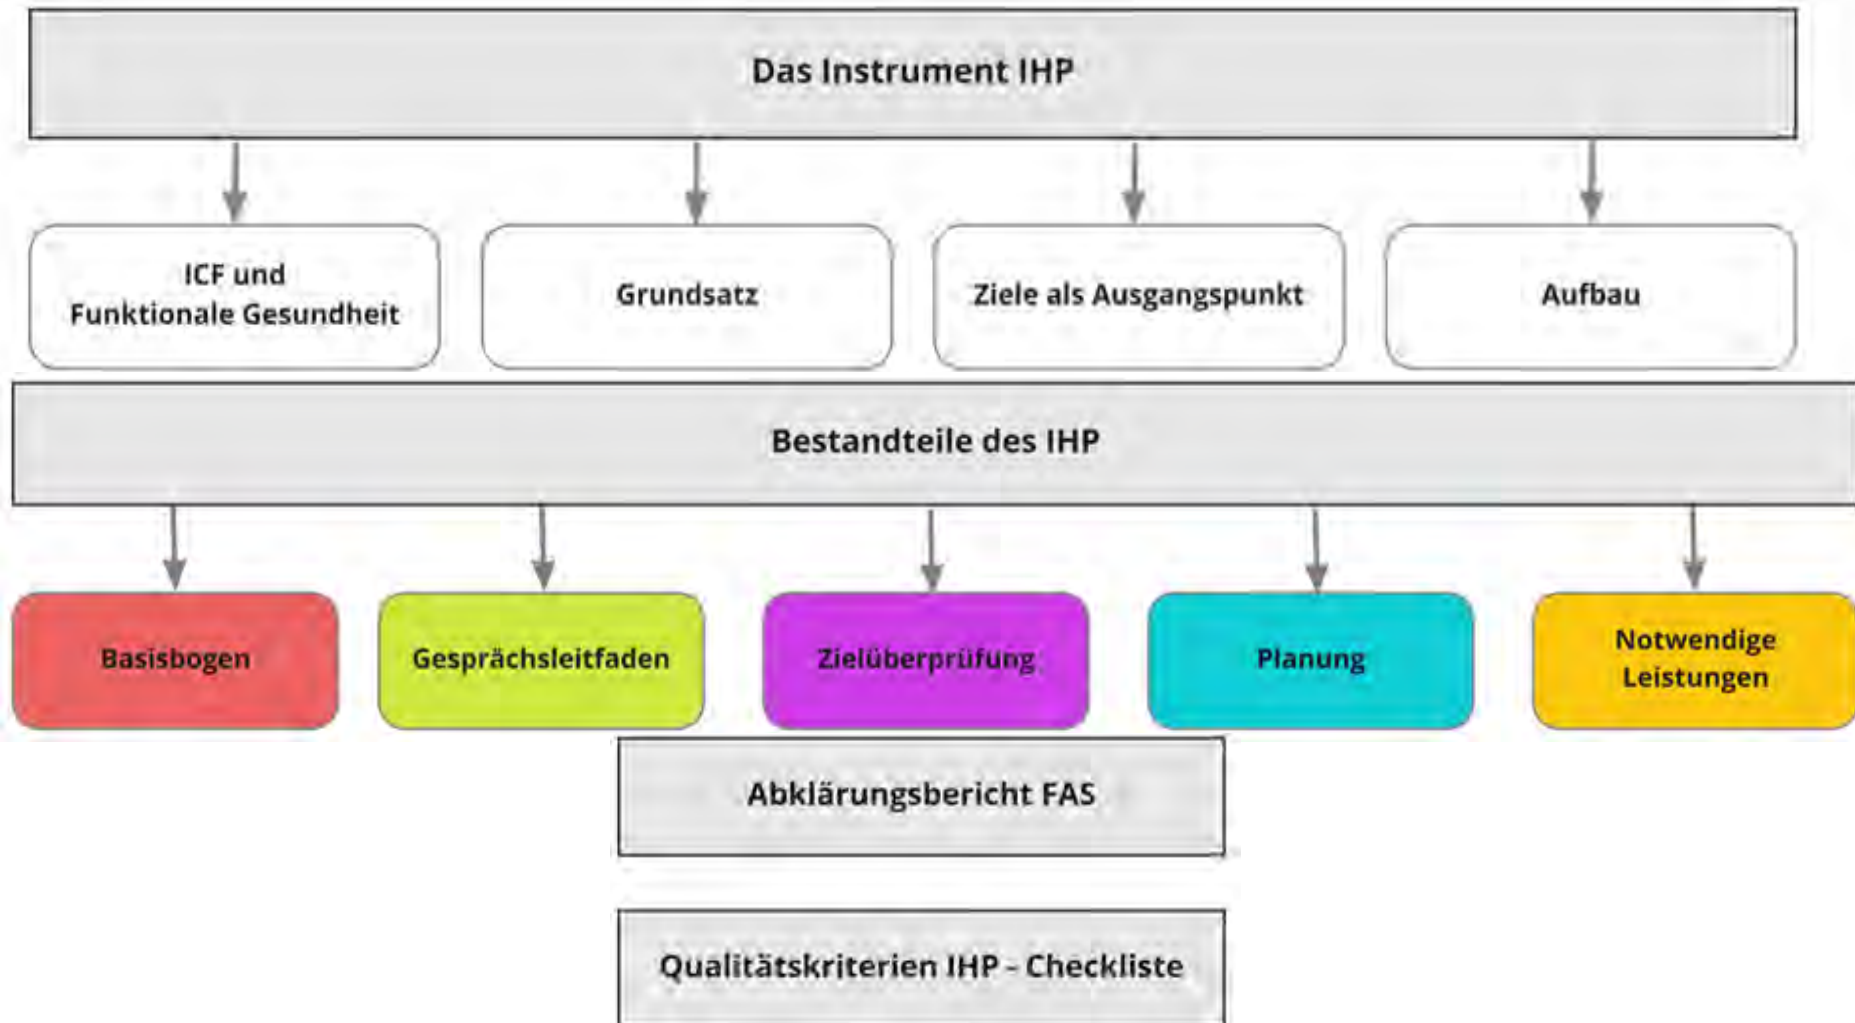 Das Instrument IHP
ICF und
Funktionale Gesundheit
Grundsatz
Ziele als Ausgangspunkt
Aufbau
Bestandteile des IHP
Basisbogen
Gesprächsleitfaden
Zielüberprüfung
Planung
Notwendige
Leistungen
Abklärungsbericht FAS
Qualitätskriterien IHP - Checkliste